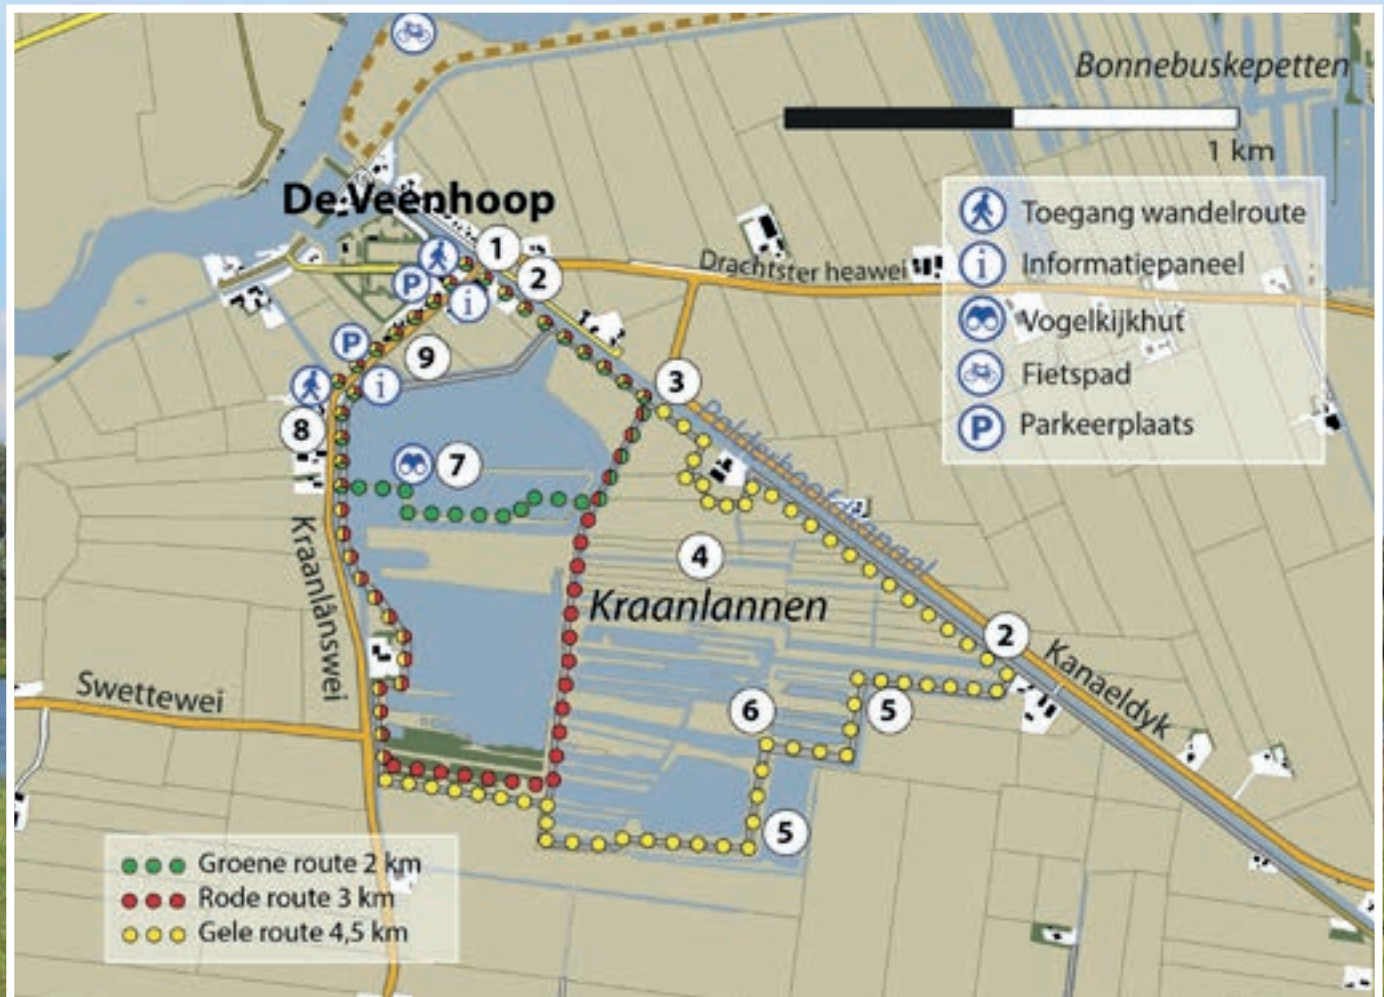 Bonnebuskepetten
1 km
De Veenhoop
Toegang wandelroute
i Informatiepaneel
Vogelkijkhut
Fietspad
P Parkeerplaats
1
2
Drachtster heawei
P
i
P
9
i
3
8
7
Polderhoofdkanaal
4
Kraanlannen
Kraanlânswei
2
Kanaeldyk
Swettewei
6
5
5
Groene route 2 km
Rode route 3 km
Gele route 4,5 km